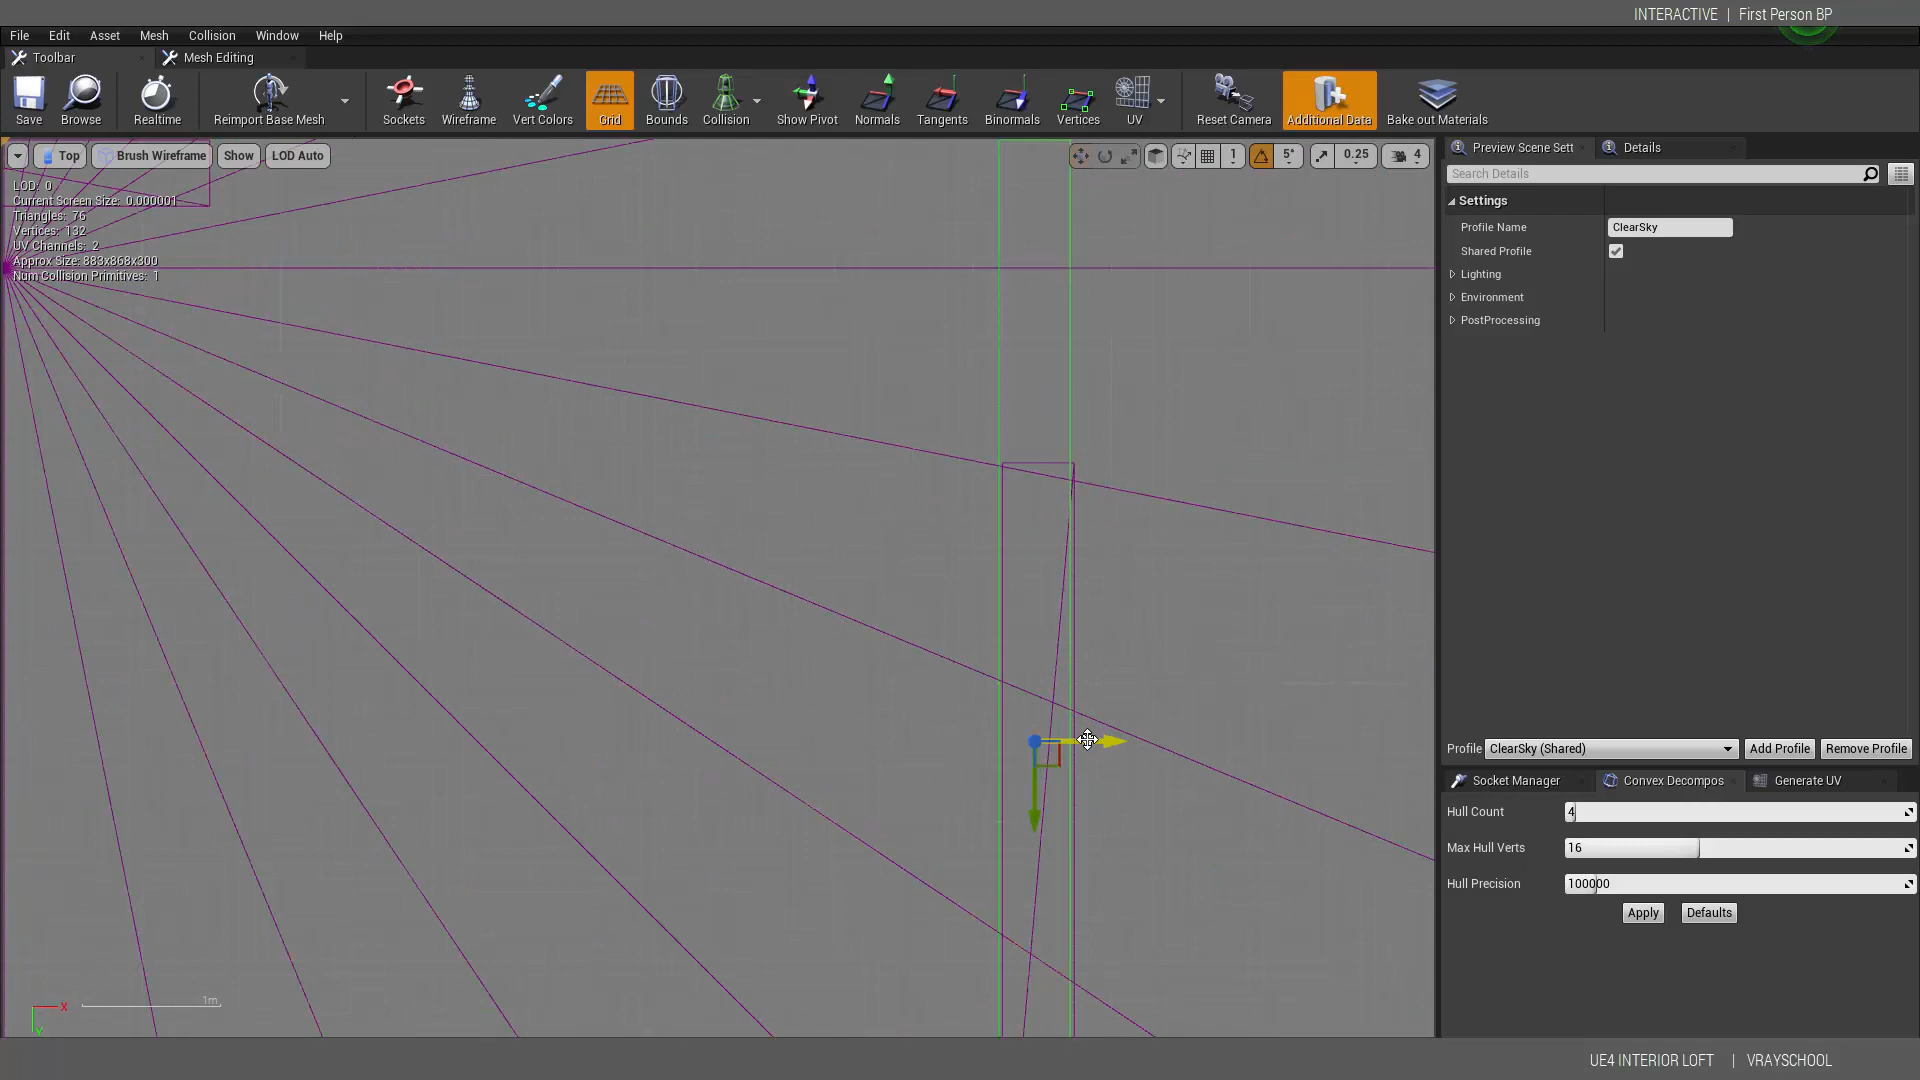 INTERACTIVE | First Person BP
File Edit Asset Mesh Collision Window Help
Toolbar Mesh Editing
Save Browse Realtime Reimport Base Mesh Sockets Wireframe Vert Colors Grid Bounds Collision Show Pivot Normals Tangents Binormals Vertices UV Reset Camera Additional Data Bake out Materials
Top Brush Wireframe Show LOD Auto 1 5° 0.25 4
LOD: 0
Current Screen Size: 0.000001
Triangles: 76
Vertices: 132
UV Channels: 2
Approx Size: 883x868x300
Num Collision Primitives: 1
1m
X
Y
Preview Scene Sett Details
Search Details
Settings
Profile Name ClearSky
Shared Profile
Lighting
Environment
PostProcessing
Profile ClearSky (Shared) Add Profile Remove Profile
Socket Manager Convex Decompos Generate UV
Hull Count 4
Max Hull Verts 16
Hull Precision 100000
Apply Defaults
UE4 INTERIOR LOFT | VRAYSCHOOL